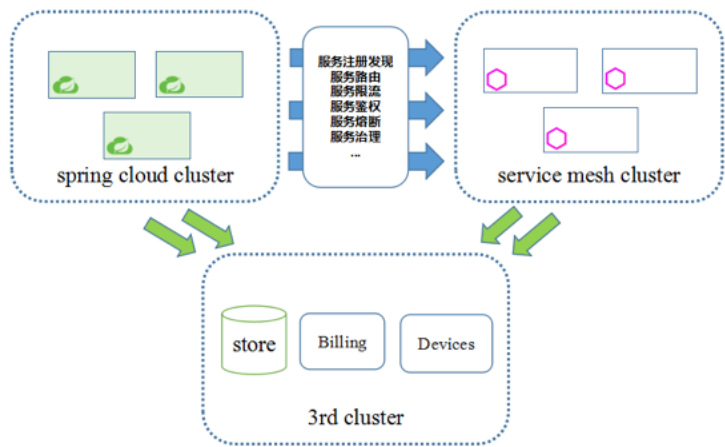 服务注册发现
服务路由
服务限流
服务鉴权
服务熔断
服务治理
...
spring cloud cluster
service mesh cluster
store
Billing
Devices
3rd cluster